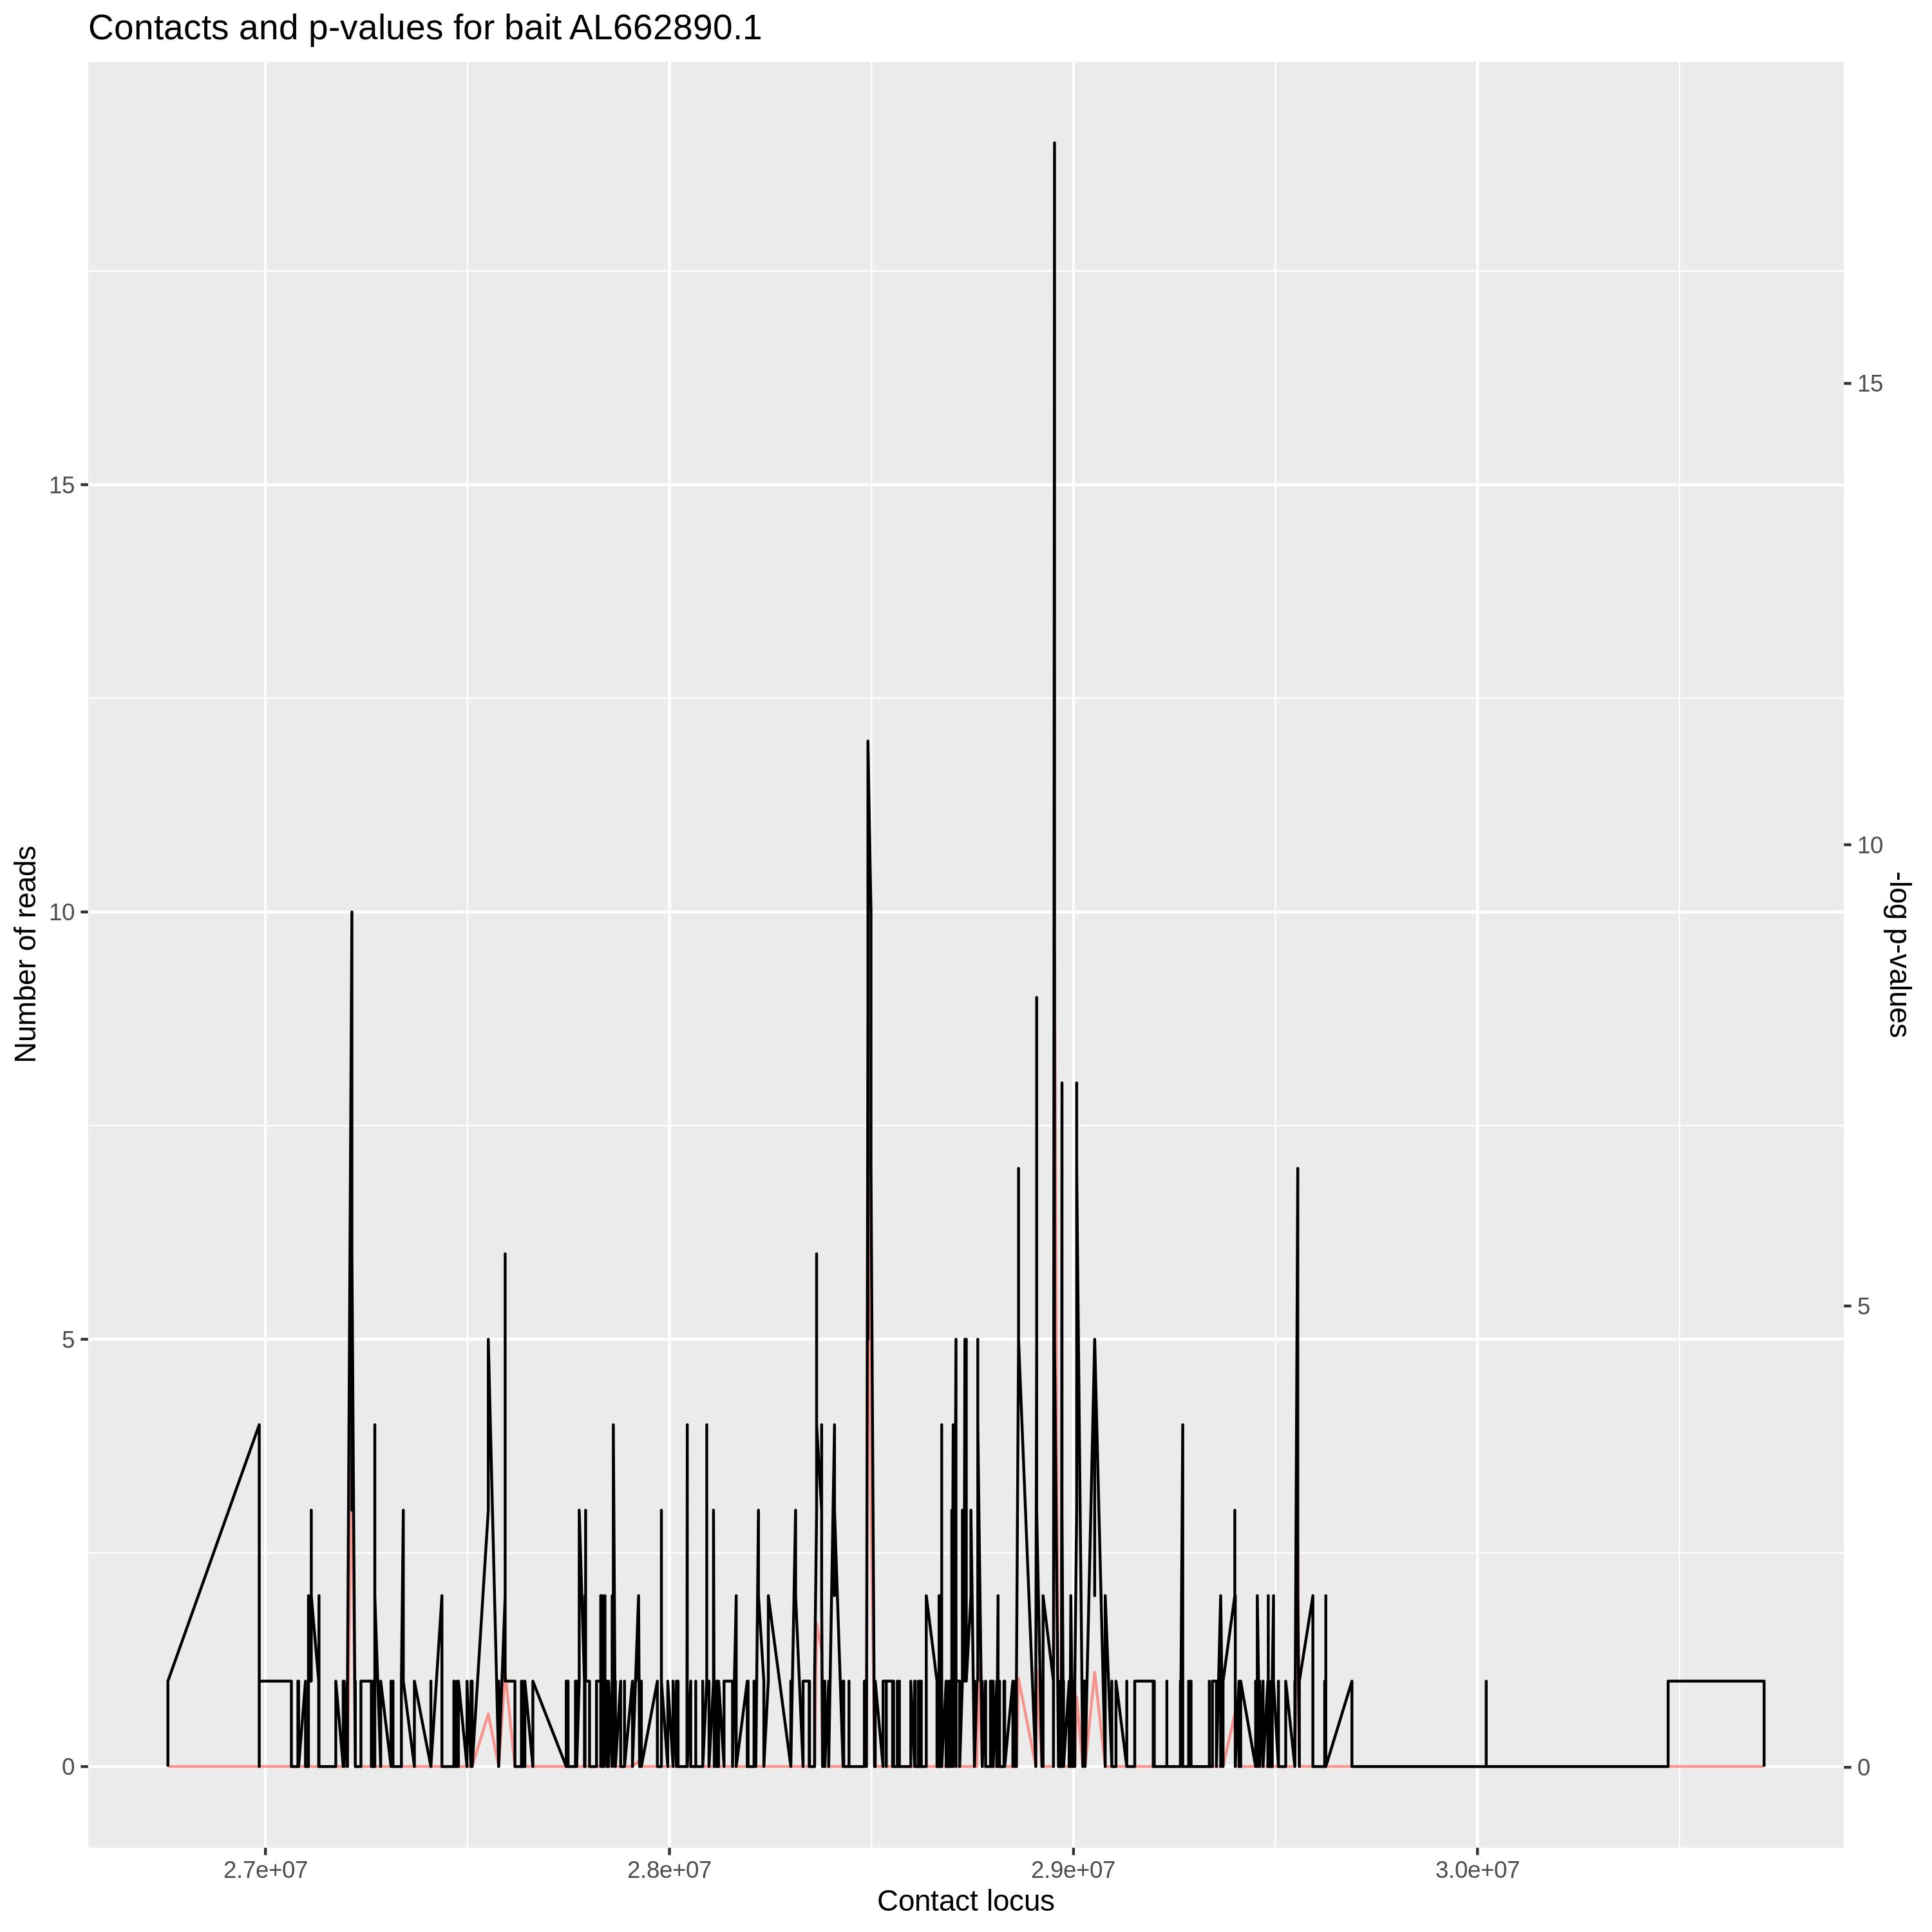 Contacts and p-values for bait AL662890.1
15
10
5
0
Number of reads
15
10
5
0
-log p-values
2.7e+07
2.8e+07
2.9e+07
3.0e+07
Contact locus